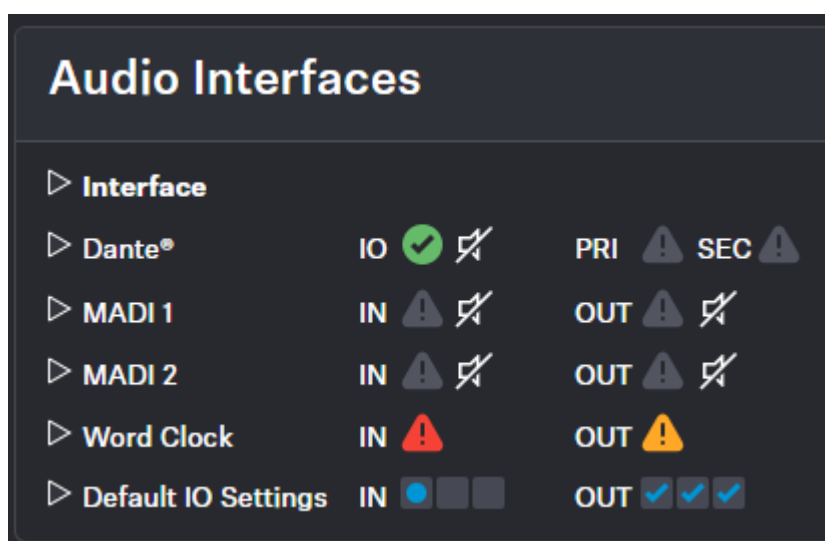 Audio Interfaces
Interface
Dante® IO PRI SEC
MADI 1 IN OUT
MADI 2 IN OUT
Word Clock IN OUT
Default IO Settings IN OUT